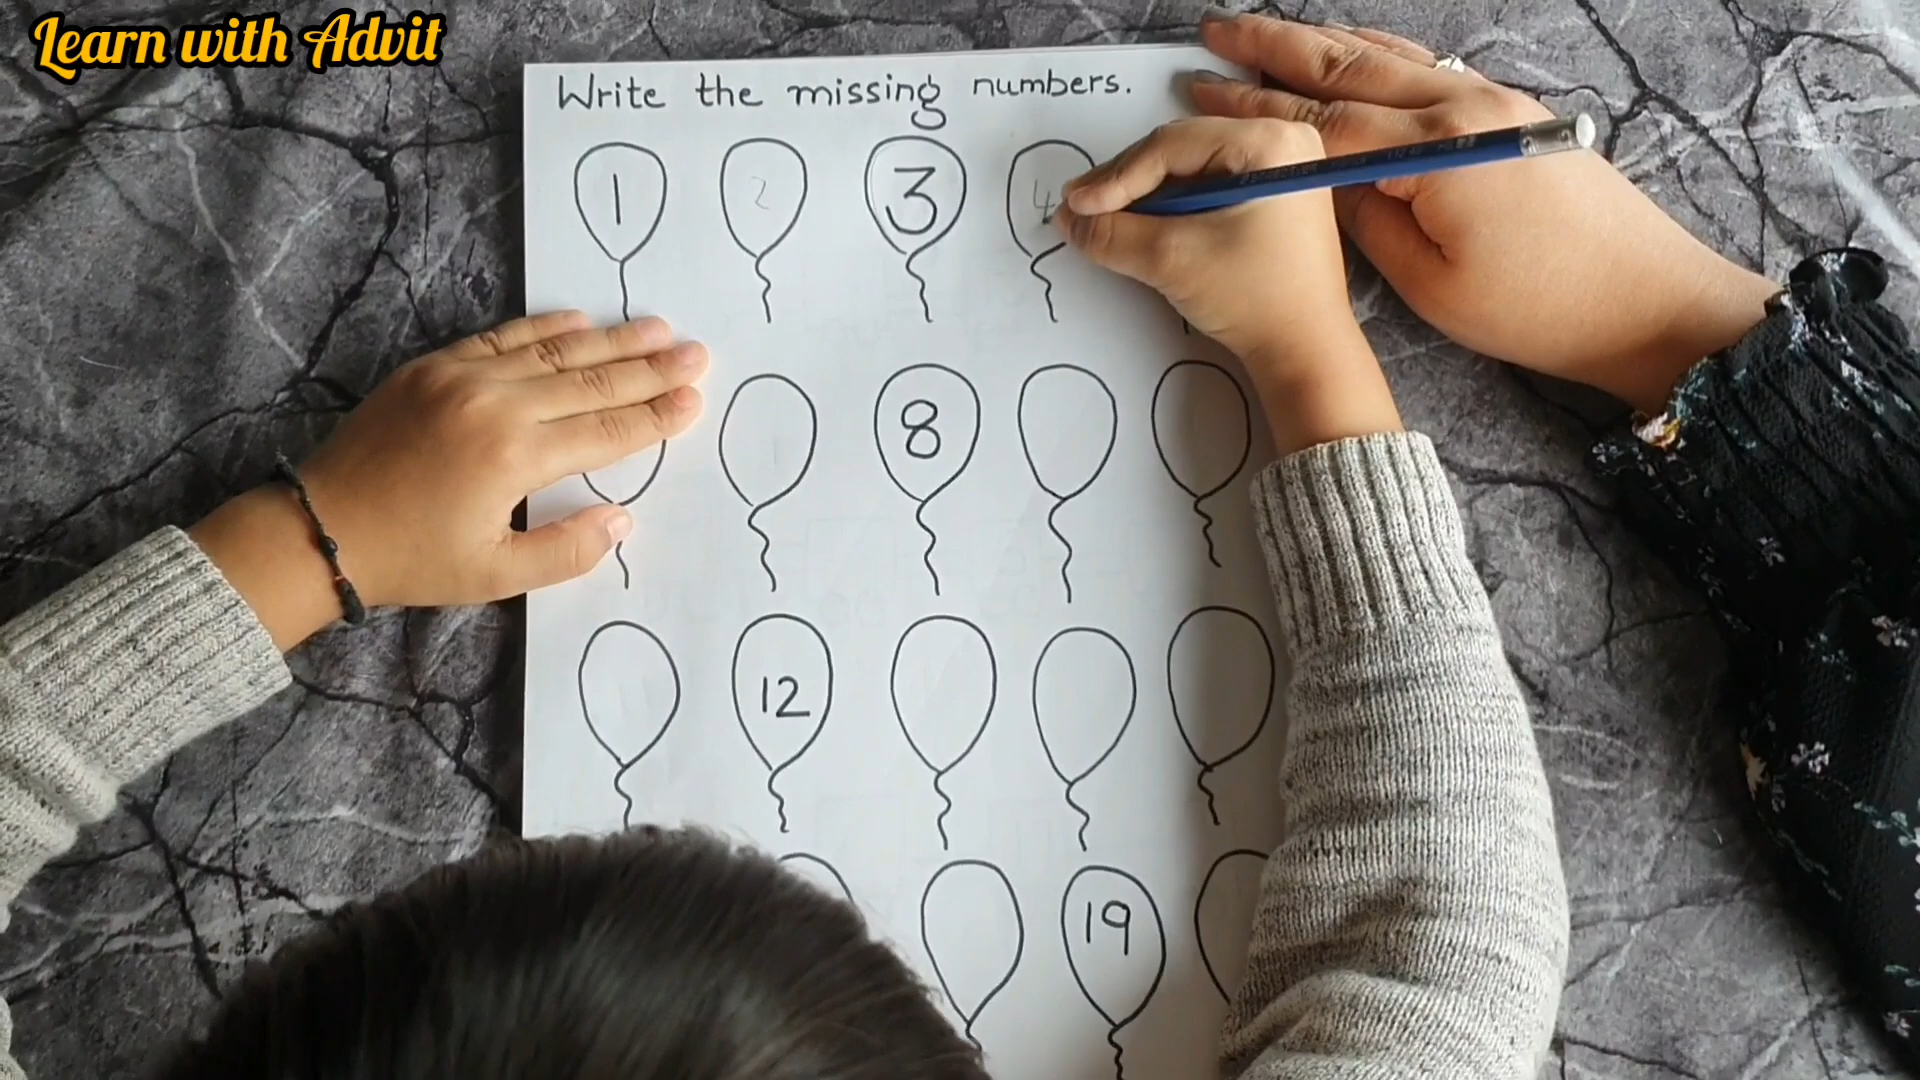 Learn with Advit
Write the missing numbers.
1 2 3 4
8
12
19